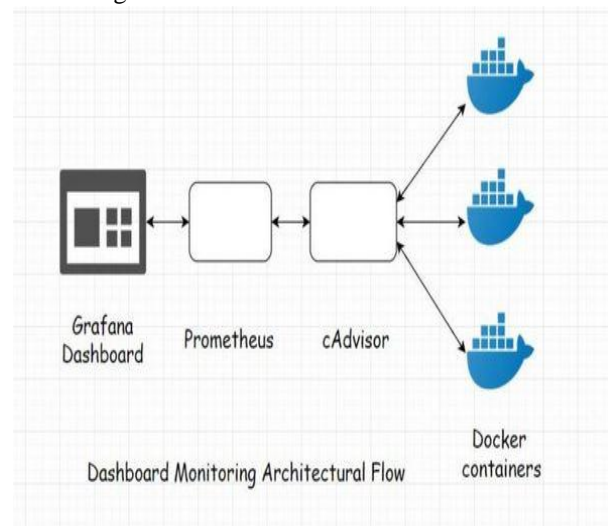 Grafana
Dashboard
Prometheus
cAdvisor
Docker
containers
Dashboard Monitoring Architectural Flow